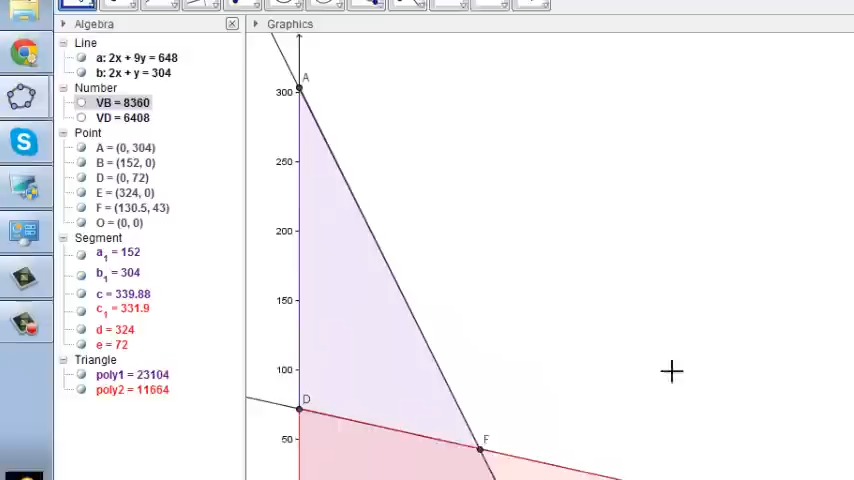 Algebra
Line
a: 2x + 9y = 648
b: 2x + y = 304
Number
VB = 8360
VD = 6408
Point
A = (0, 304)
B = (152, 0)
D = (0, 72)
E = (324, 0)
F = (130.5, 43)
O = (0, 0)
Segment
a₁ = 152
b₁ = 304
c = 339.88
c₁ = 331.9
d = 324
e = 72
Triangle
poly1 = 23104
poly2 = 11664
Graphics
A
300
250
200
150
100
D
50
F